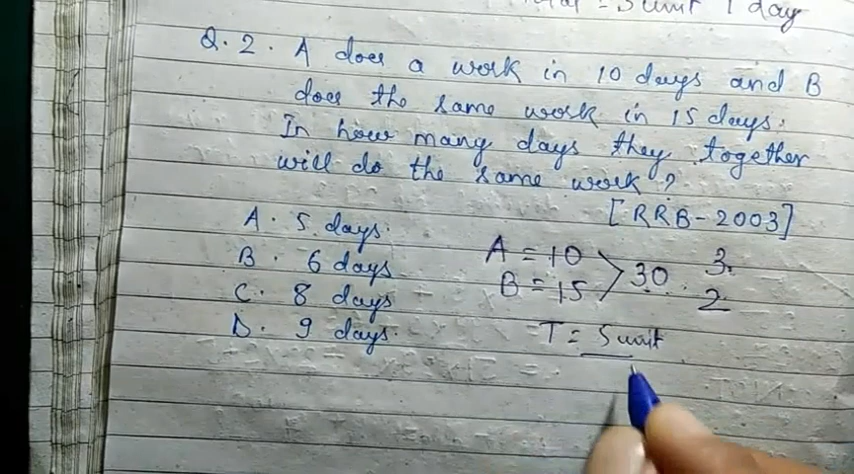 = 5 unit 1 day
Q. 2. A does a work in 10 days and B
does the same work in 15 days.
In how many days they together
will do the same work?
[RRB-2003]
A. 5 days.
B. 6 days
C. 8 days
D. 9 days.
A = 10 > 30 3
B = 15 2
T = 5 unit